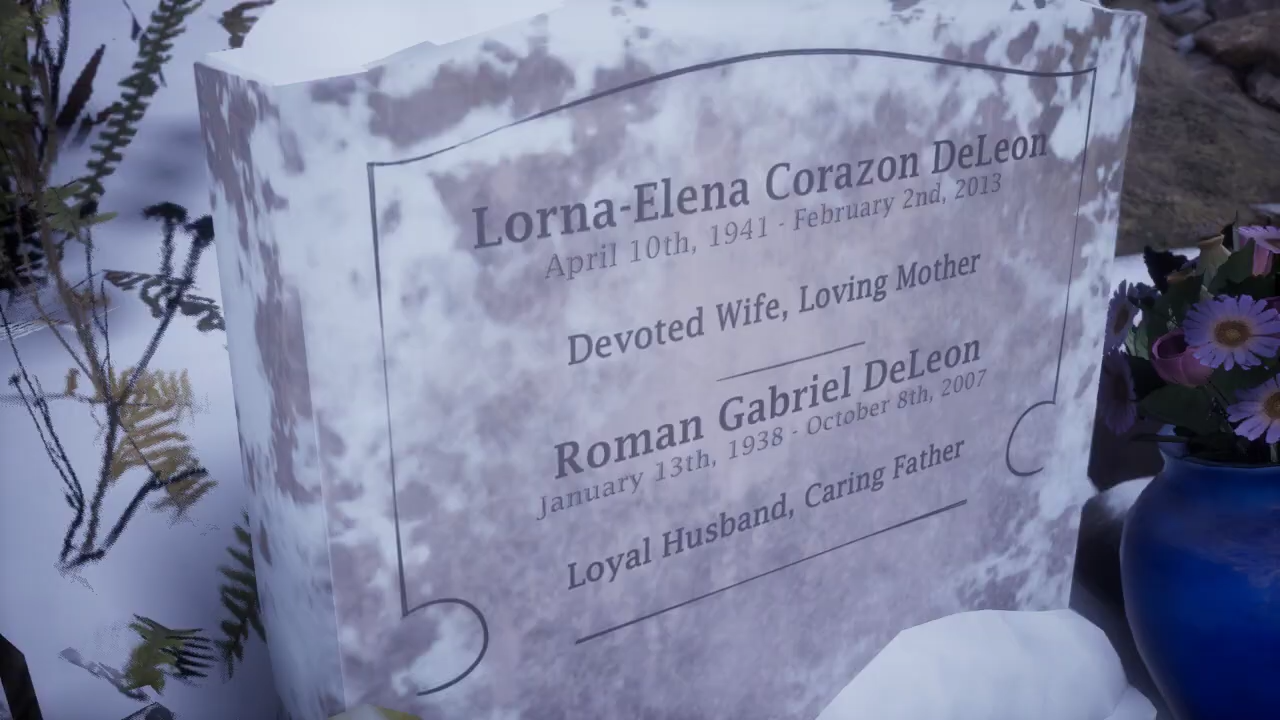 Lorna-Elena Corazon DeLeon
April 10th, 1941 - February 2nd, 2013
Devoted Wife, Loving Mother
Roman Gabriel DeLeon
January 13th, 1938 - October 8th, 2007
Loyal Husband, Caring Father